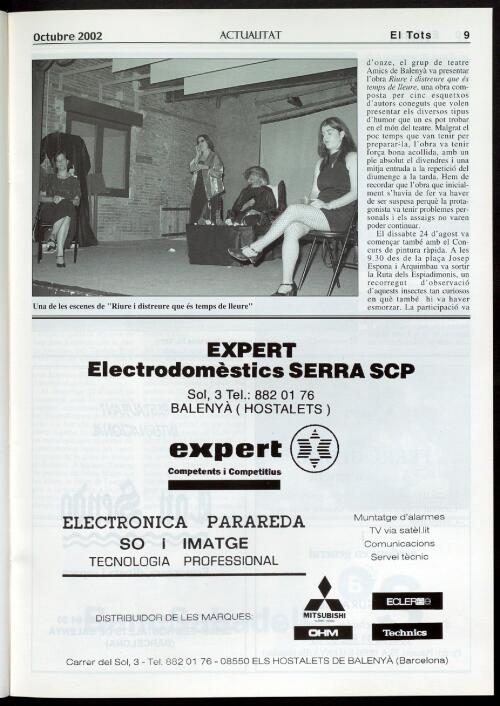 Octubre 2002
ACTUALITAT
El Tots 9
d'onze, el grup de teatre
Amics de Balenyà va presentar
l'obra Riure i distreure que és
temps de lleure, una obra com-
posta per cinc esquetxos
d'autors coneguts que volen
presentar els diversos tipus
d'humor que un es pot trobar
en el món del teatre. Malgrat el
poc temps que van tenir per
preparar-la, l'obra va tenir
força bona acollida, amb un
ple absolut el divendres i una
mitja entrada a la repetició del
diumenge a la tarda. Hem de
recordar que l'obra que inicial-
ment s'havia de fer va haver
de ser suspesa perquè la prota-
gonista va tenir problemes per-
sonals i els assaigs no varen
poder continuar.
El dissabte 24 d'agost va
començar també amb el Con-
curs de pintura ràpida. A les
9.30 des de la plaça Josep
Espona i Arquimbau va sortir
la Ruta dels Espiadimonis, un
recorregut d'observació
d'aquests insectes tan curiosos
en què també hi va haver
esmorzar. La participació va
Una de les escenes de "Riure i distreure que és temps de lleure"
EXPERT
Electrodomèstics SERRA SCP
Sol, 3 Tel.: 882 01 76
BALENYÀ ( HOSTALETS )
expert
Competents i Competitius
ELECTRONICA PARAREDA
SO i IMATGE
TECNOLOGIA PROFESSIONAL
Muntatge d'alarmes
TV via satèl.lit
Comunicacions
Servei tècnic
DISTRIBUIDOR DE LES MARQUES:
MITSUBISHI
ECLER
OHM
Technics
Carrer del Sol, 3 - Tel. 882 01 76 - 08550 ELS HOSTALETS DE BALENYÀ (Barcelona)